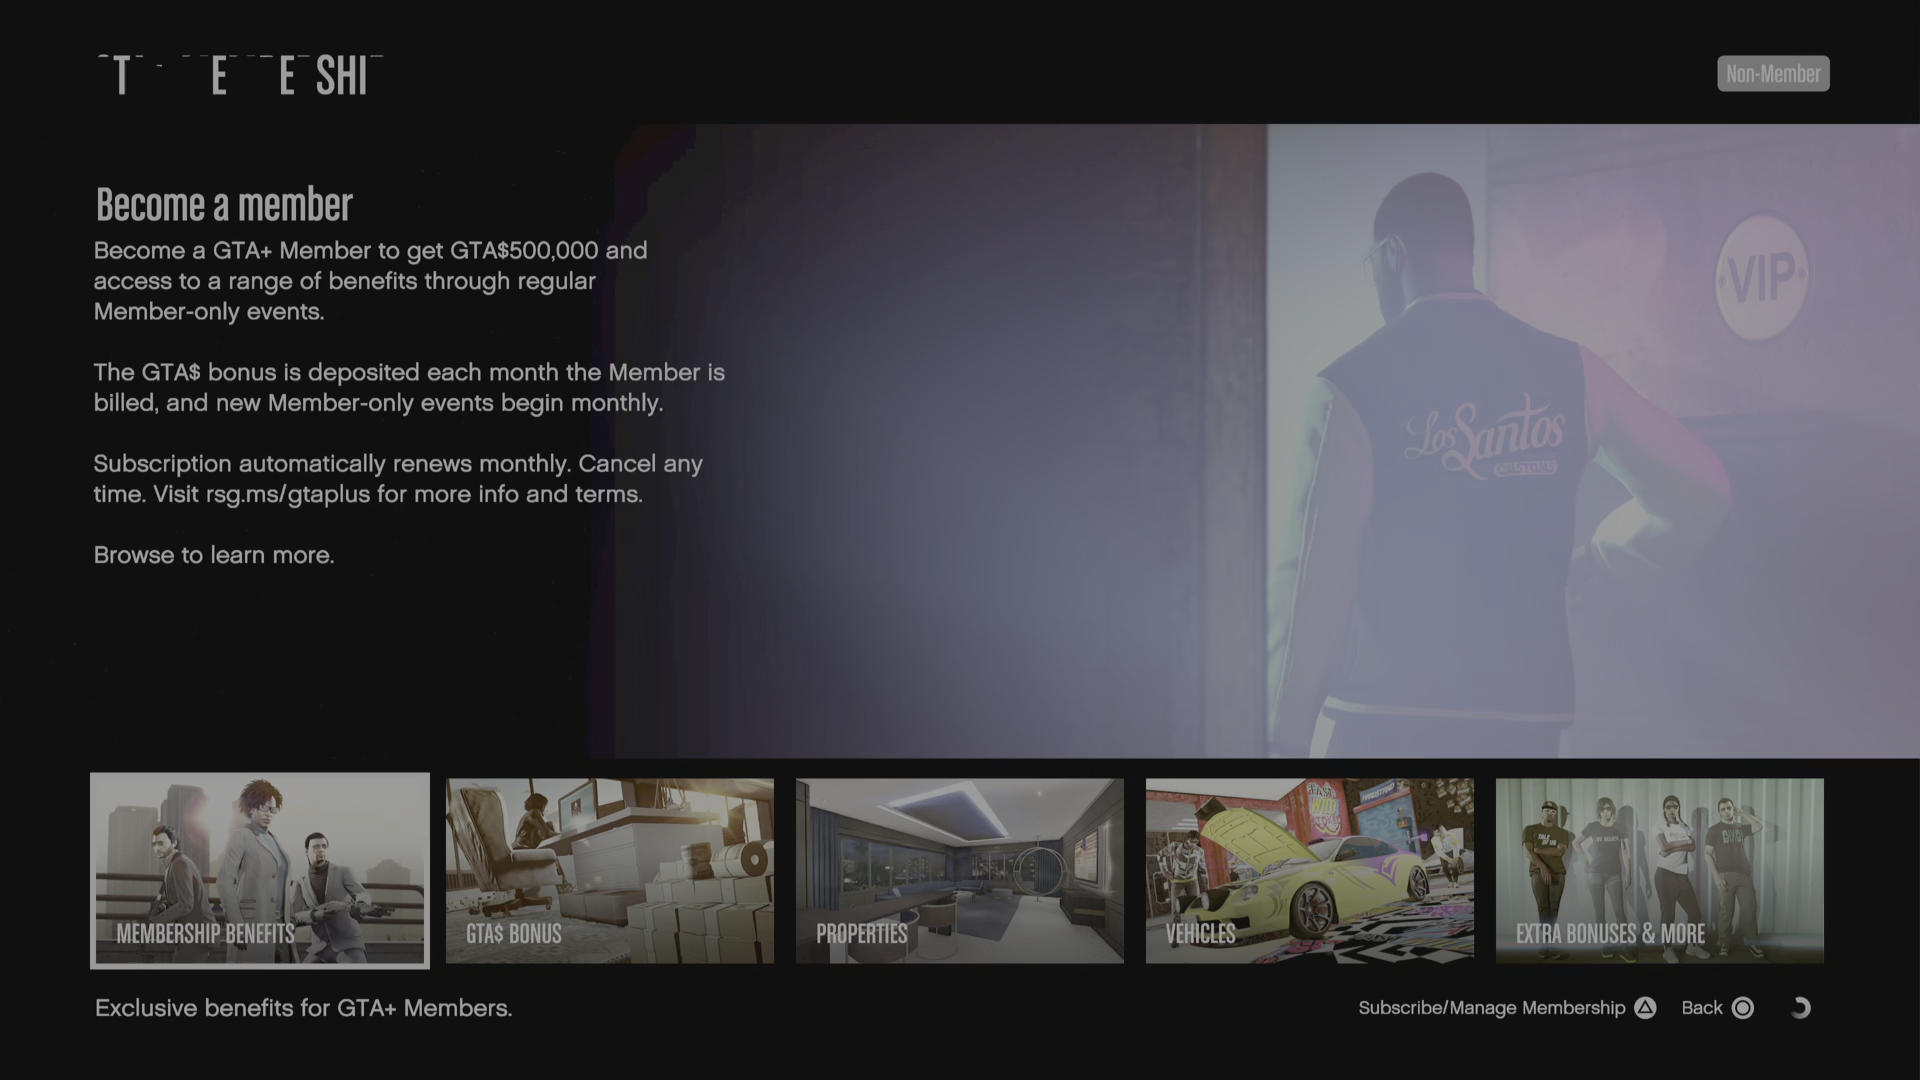 T E E SHI
Non-Member
Become a member
Become a GTA+ Member to get GTA$500,000 and
access to a range of benefits through regular
Member-only events.
The GTA$ bonus is deposited each month the Member is
billed, and new Member-only events begin monthly.
Subscription automatically renews monthly. Cancel any
time. Visit rsg.ms/gtaplus for more info and terms.
Browse to learn more.
VIP
Los Santos
CUSTOMS
MEMBERSHIP BENEFITS
GTA$ BONUS
PROPERTIES
VEHICLES
EXTRA BONUSES & MORE
Exclusive benefits for GTA+ Members.
Subscribe/Manage Membership
Back